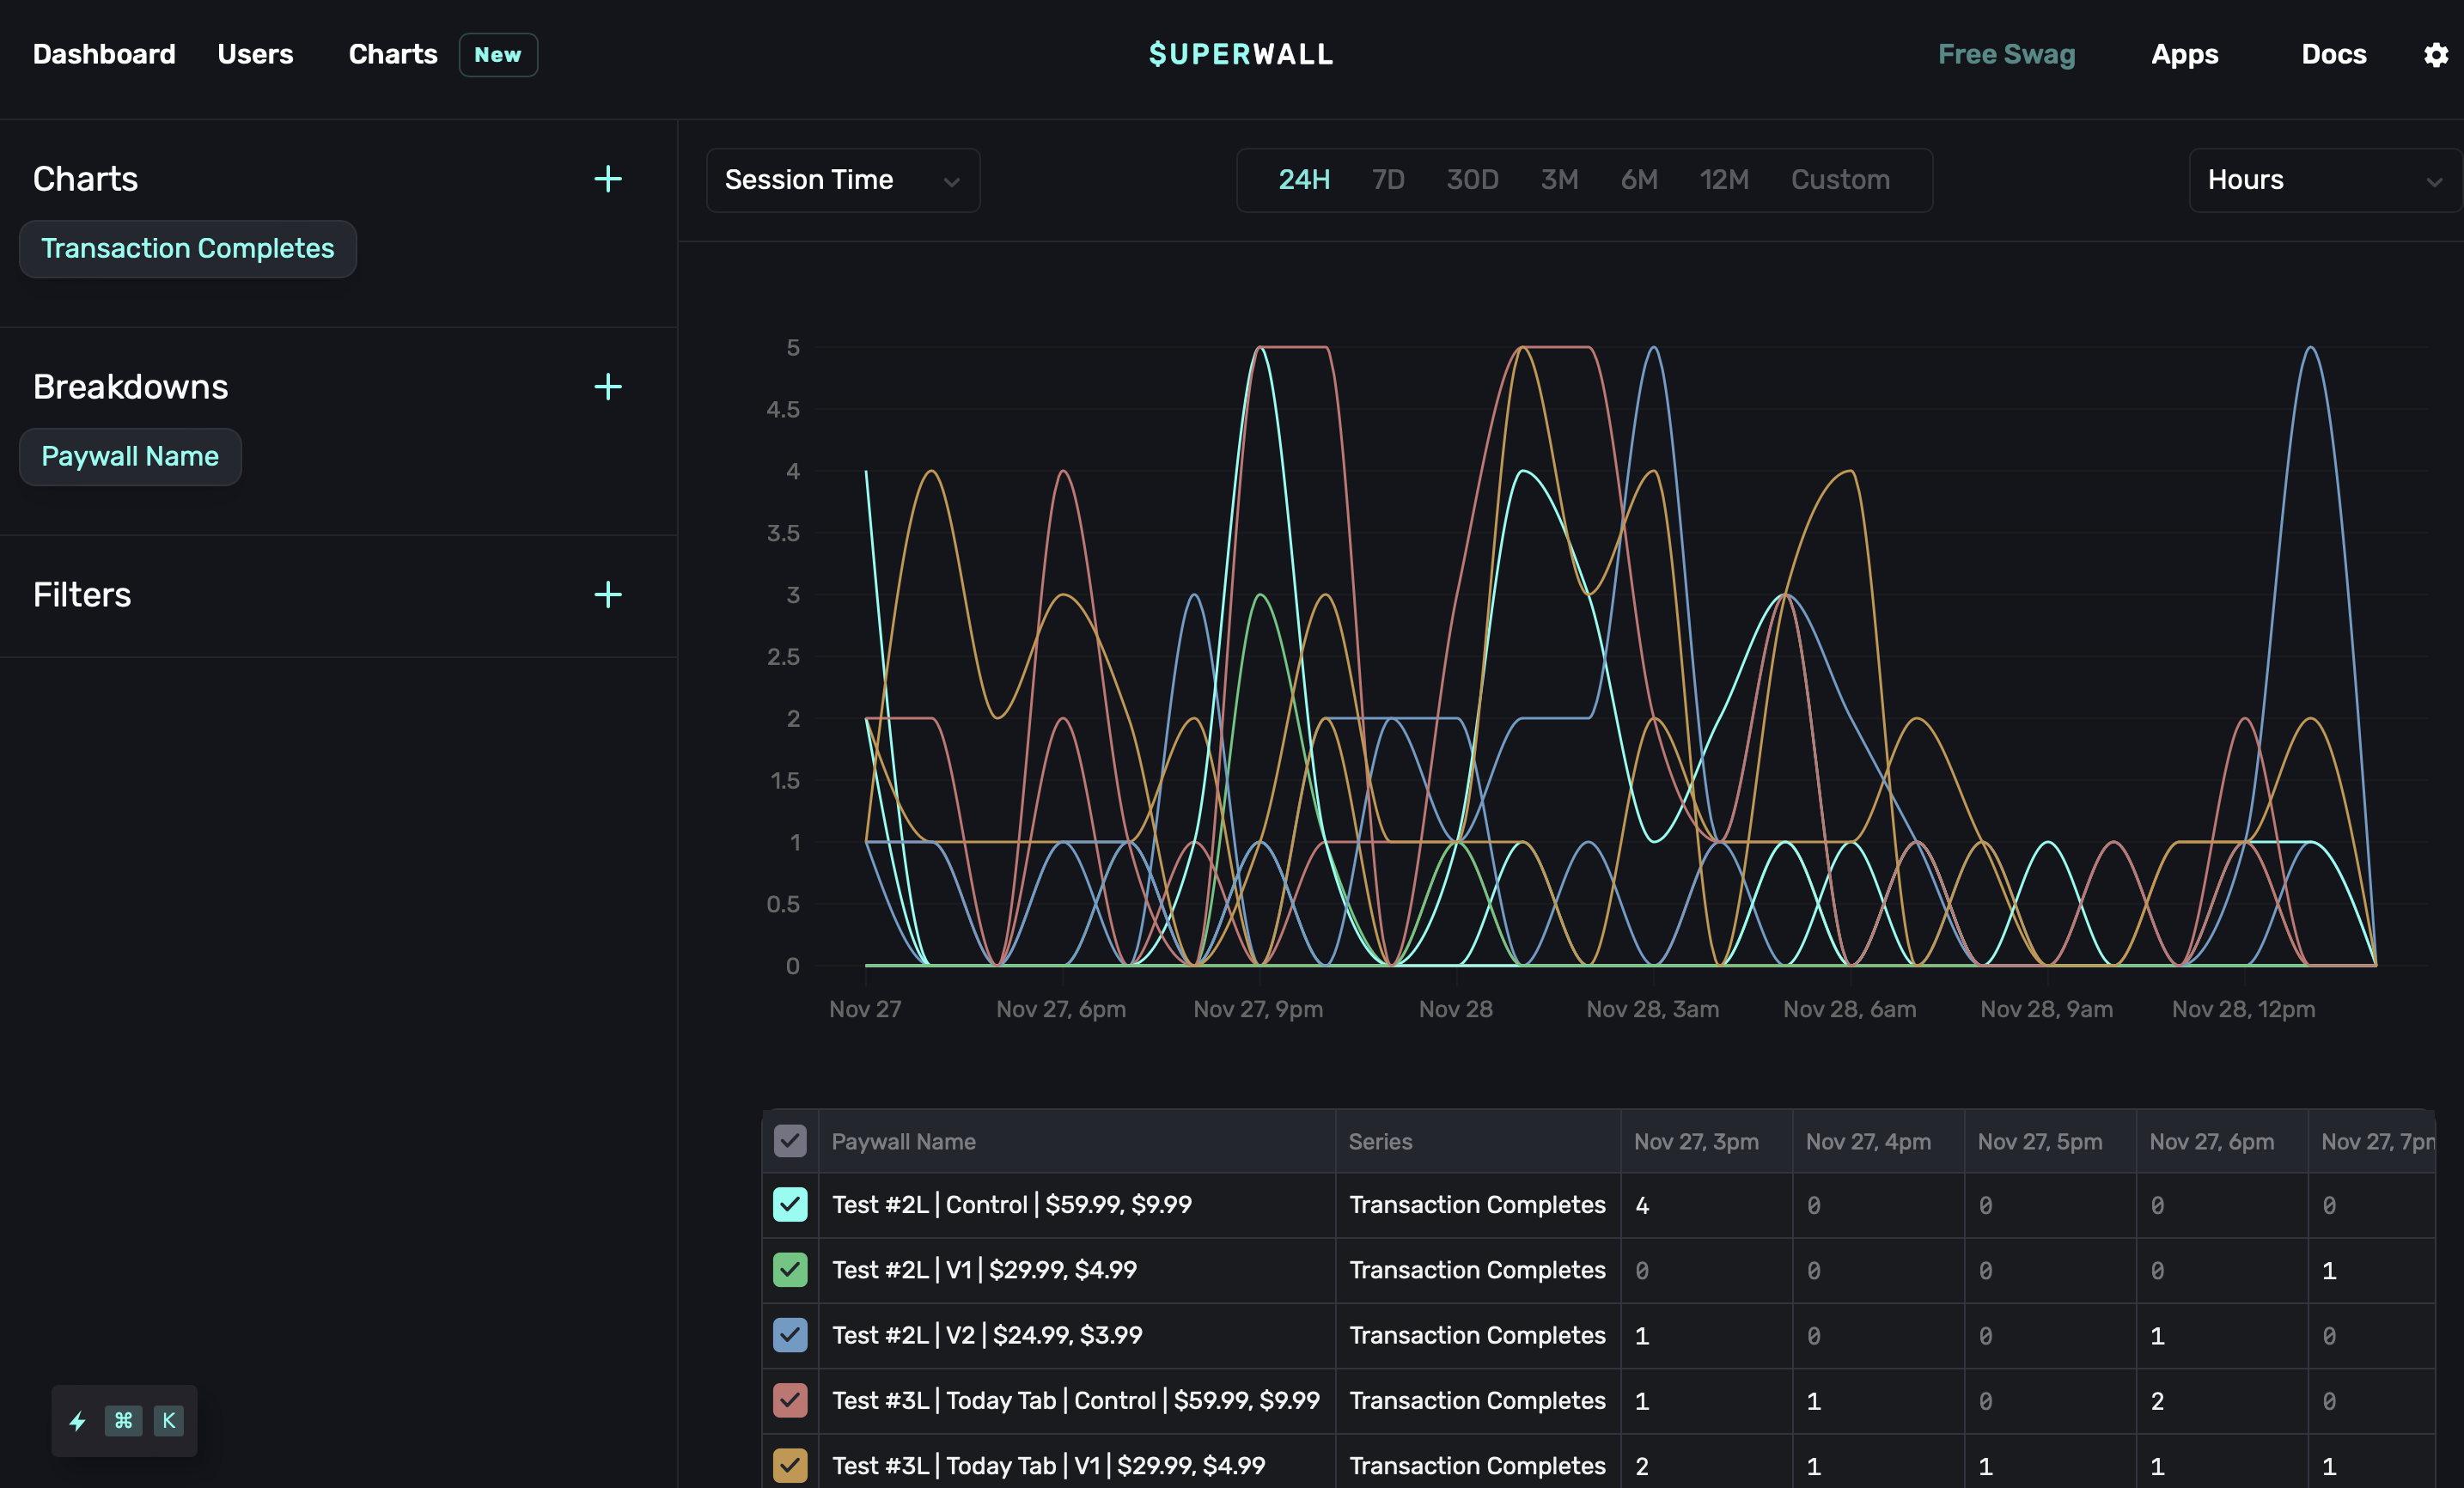 Dashboard Users Charts New $UPERWALL Free Swag Apps Docs
Charts
Transaction Completes
Breakdowns
Paywall Name
Filters
⌘ K
Session Time 24H 7D 30D 3M 6M 12M Custom Hours
5
4.5
4
3.5
3
2.5
2
1.5
1
0.5
0
Nov 27 Nov 27, 6pm Nov 27, 9pm Nov 28 Nov 28, 3am Nov 28, 6am Nov 28, 9am Nov 28, 12pm
Paywall Name Series Nov 27, 3pm Nov 27, 4pm Nov 27, 5pm Nov 27, 6pm Nov 27, 7pm
Test #2L | Control | $59.99, $9.99 Transaction Completes 4 0 0 0 0
Test #2L | V1 | $29.99, $4.99 Transaction Completes 0 0 0 0 1
Test #2L | V2 | $24.99, $3.99 Transaction Completes 1 0 0 1 0
Test #3L | Today Tab | Control | $59.99, $9.99 Transaction Completes 1 1 0 2 0
Test #3L | Today Tab | V1 | $29.99, $4.99 Transaction Completes 2 1 1 1 1